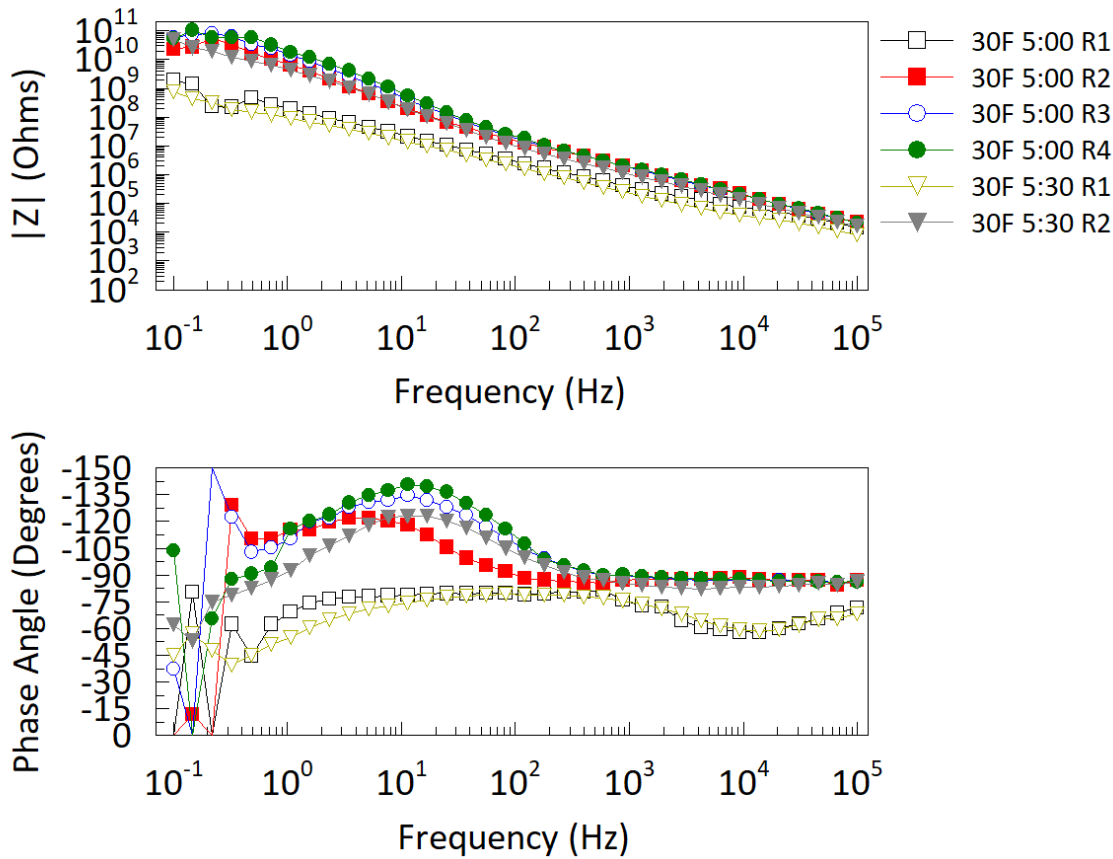 |Z| (Ohms)
10¹¹
10¹⁰
10⁹
10⁸
10⁷
10⁶
10⁵
10⁴
10³
10²
10⁻¹ 10⁰ 10¹ 10² 10³ 10⁴ 10⁵
Frequency (Hz)
30F 5:00 R1
30F 5:00 R2
30F 5:00 R3
30F 5:00 R4
30F 5:30 R1
30F 5:30 R2
Phase Angle (Degrees)
-150
-135
-120
-105
-90
-75
-60
-45
-30
-15
0
10⁻¹ 10⁰ 10¹ 10² 10³ 10⁴ 10⁵
Frequency (Hz)